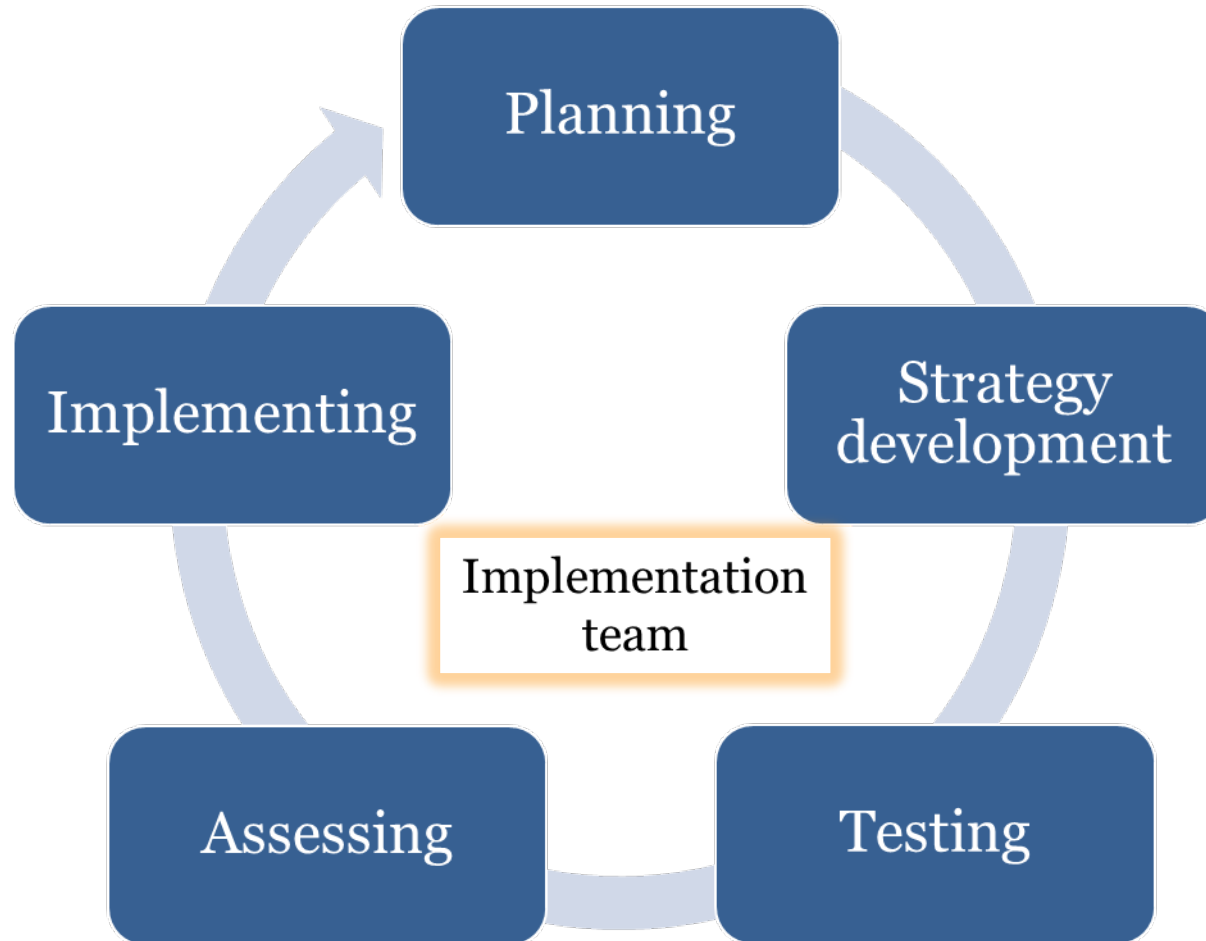 Planning
Strategy
development
Implementing
Implementation
team
Assessing
Testing